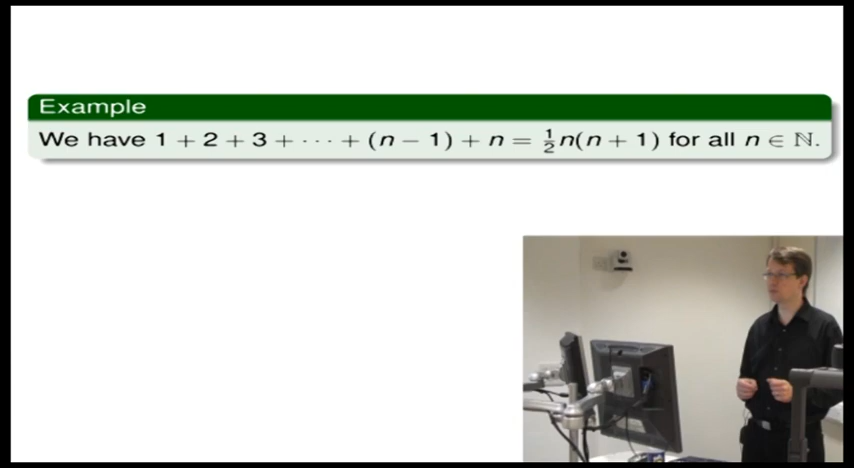 Example
We have 1 + 2 + 3 + ⋯ + (n − 1) + n = ½n(n + 1) for all n ∈ ℕ.